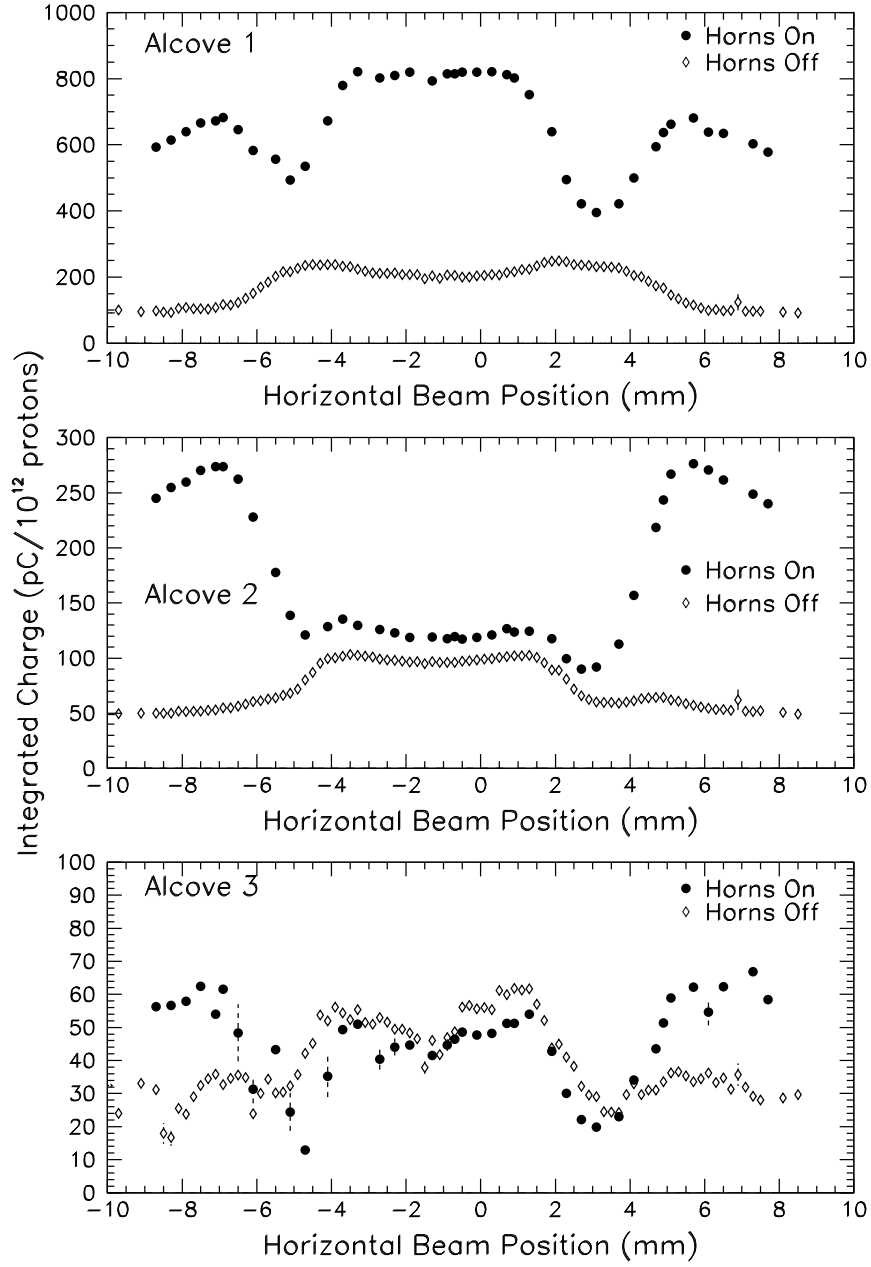 Integrated Charge (pC/10¹² protons)
1000
Alcove 1
Horns On
Horns Off
800
600
400
200
0
−10 −8 −6 −4 −2 0 2 4 6 8 10
Horizontal Beam Position (mm)
300
250
200
Horns On
Alcove 2
Horns Off
150
100
50
0
−10 −8 −6 −4 −2 0 2 4 6 8 10
Horizontal Beam Position (mm)
100
Alcove 3
Horns On
Horns Off
90
80
70
60
50
40
30
20
10
0
−10 −8 −6 −4 −2 0 2 4 6 8 10
Horizontal Beam Position (mm)